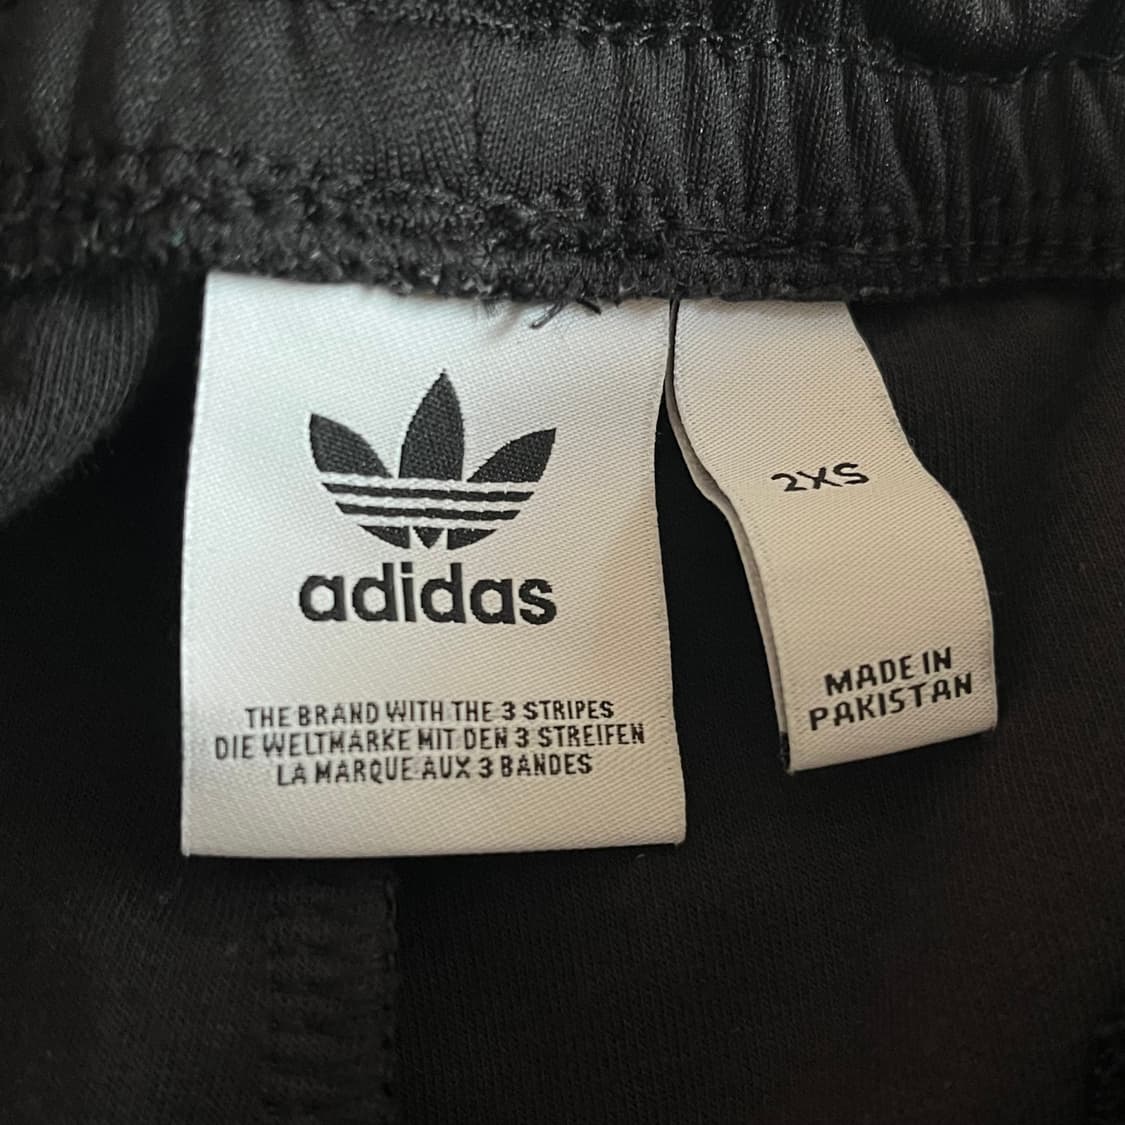 adidas
THE BRAND WITH THE 3 STRIPES
DIE WELTMARKE MIT DEN 3 STREIFEN
LA MARQUE AUX 3 BANDES
2XS
MADE IN
PAKISTAN